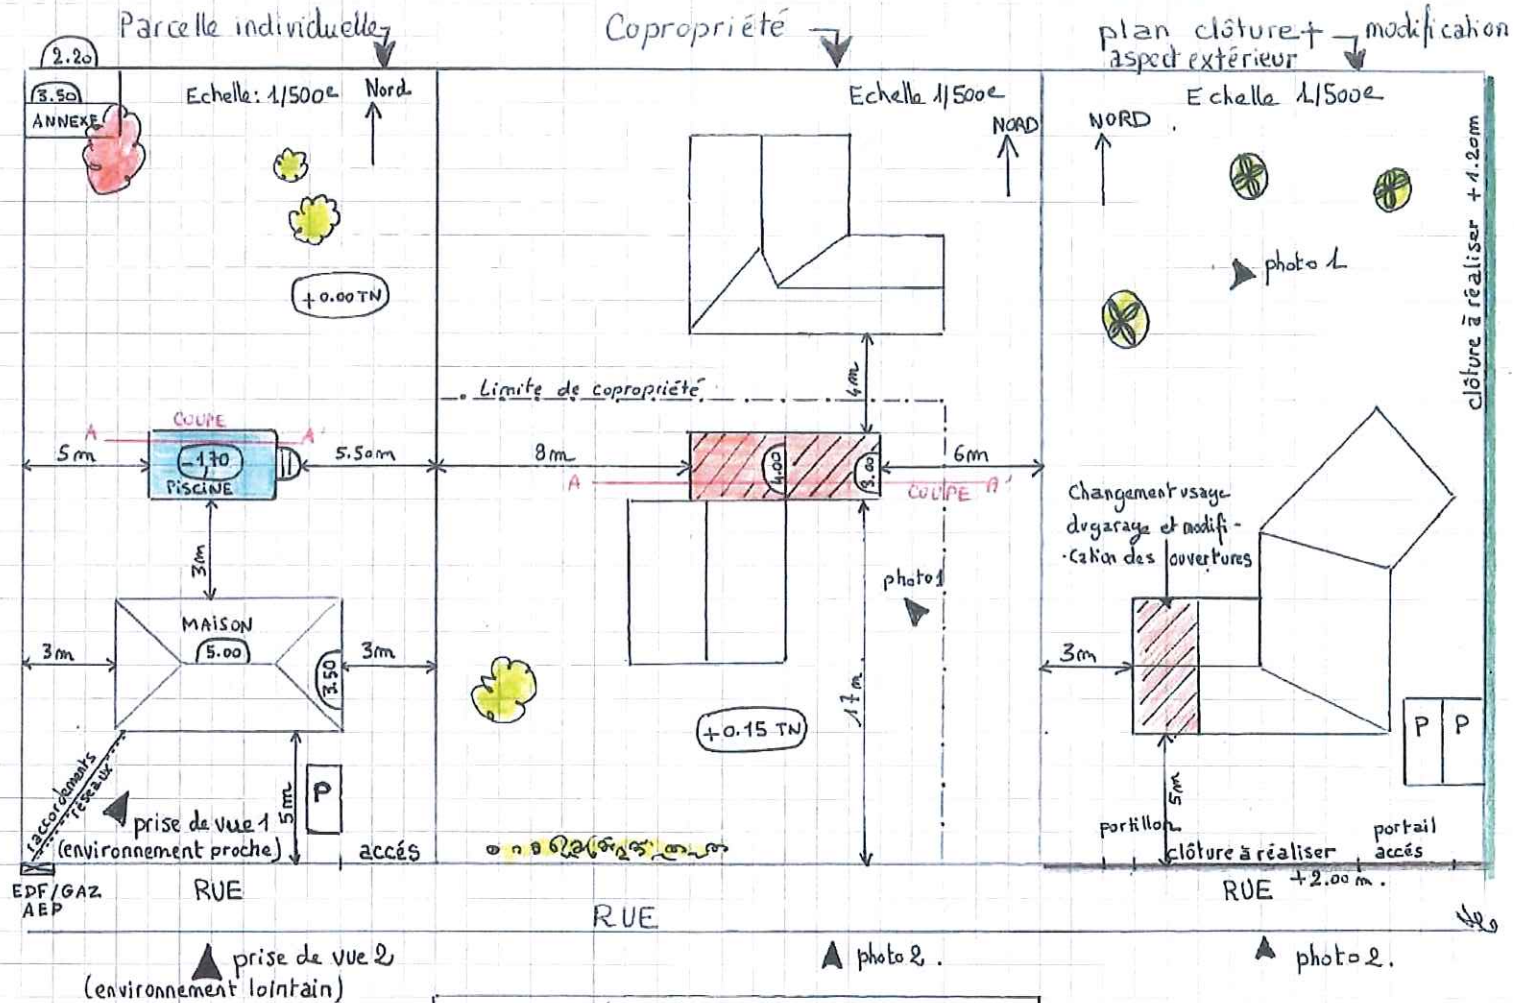 Parcelle individuelle
2.20
3.50
ANNEXE
Echelle: 1/500e
Nord
+0.00 TN
COUPE
A
A'
5m
-1,70
PISCINE
5.50m
3m
MAISON
5.00
3.50
3m
3m
raccordements
réseaux
5m
P
prise de vue 1
(environnement proche)
accés
EDF/GAZ
AEP
RUE
prise de vue 2
(environnement lointain)
Copropriété
Echelle 1/500e
NORD
4m
Limite de copropriété
8m
4.00
3.00
6m
A
COUPE
A'
photo 1
17m
+0.15 TN
RUE
photo 2.
plan clôture + modification
aspect extérieur
Echelle 1/500e
NORD
clôture à réaliser +1.20m
photo 1
Changement usage
du garage et modifi-
-cation des ouvertures
3m
P
P
5m
portillon
portail
accés
clôture à réaliser
+2.00 m.
RUE
photo 2.